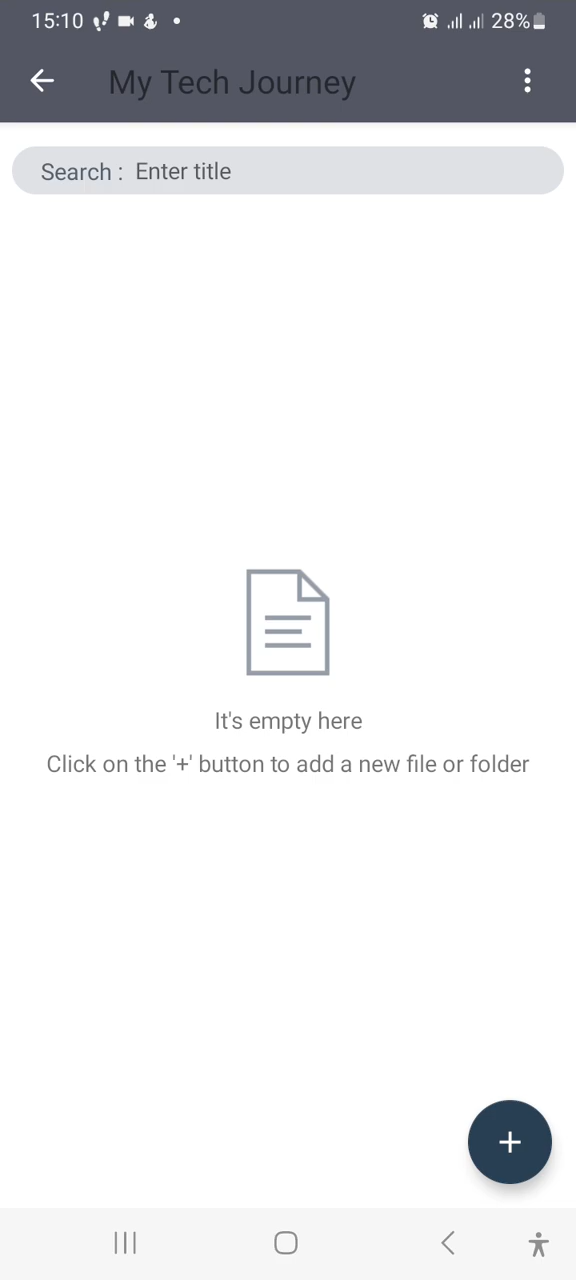 15:10 28%
My Tech Journey
Search : Enter title
It's empty here
Click on the '+' button to add a new file or folder